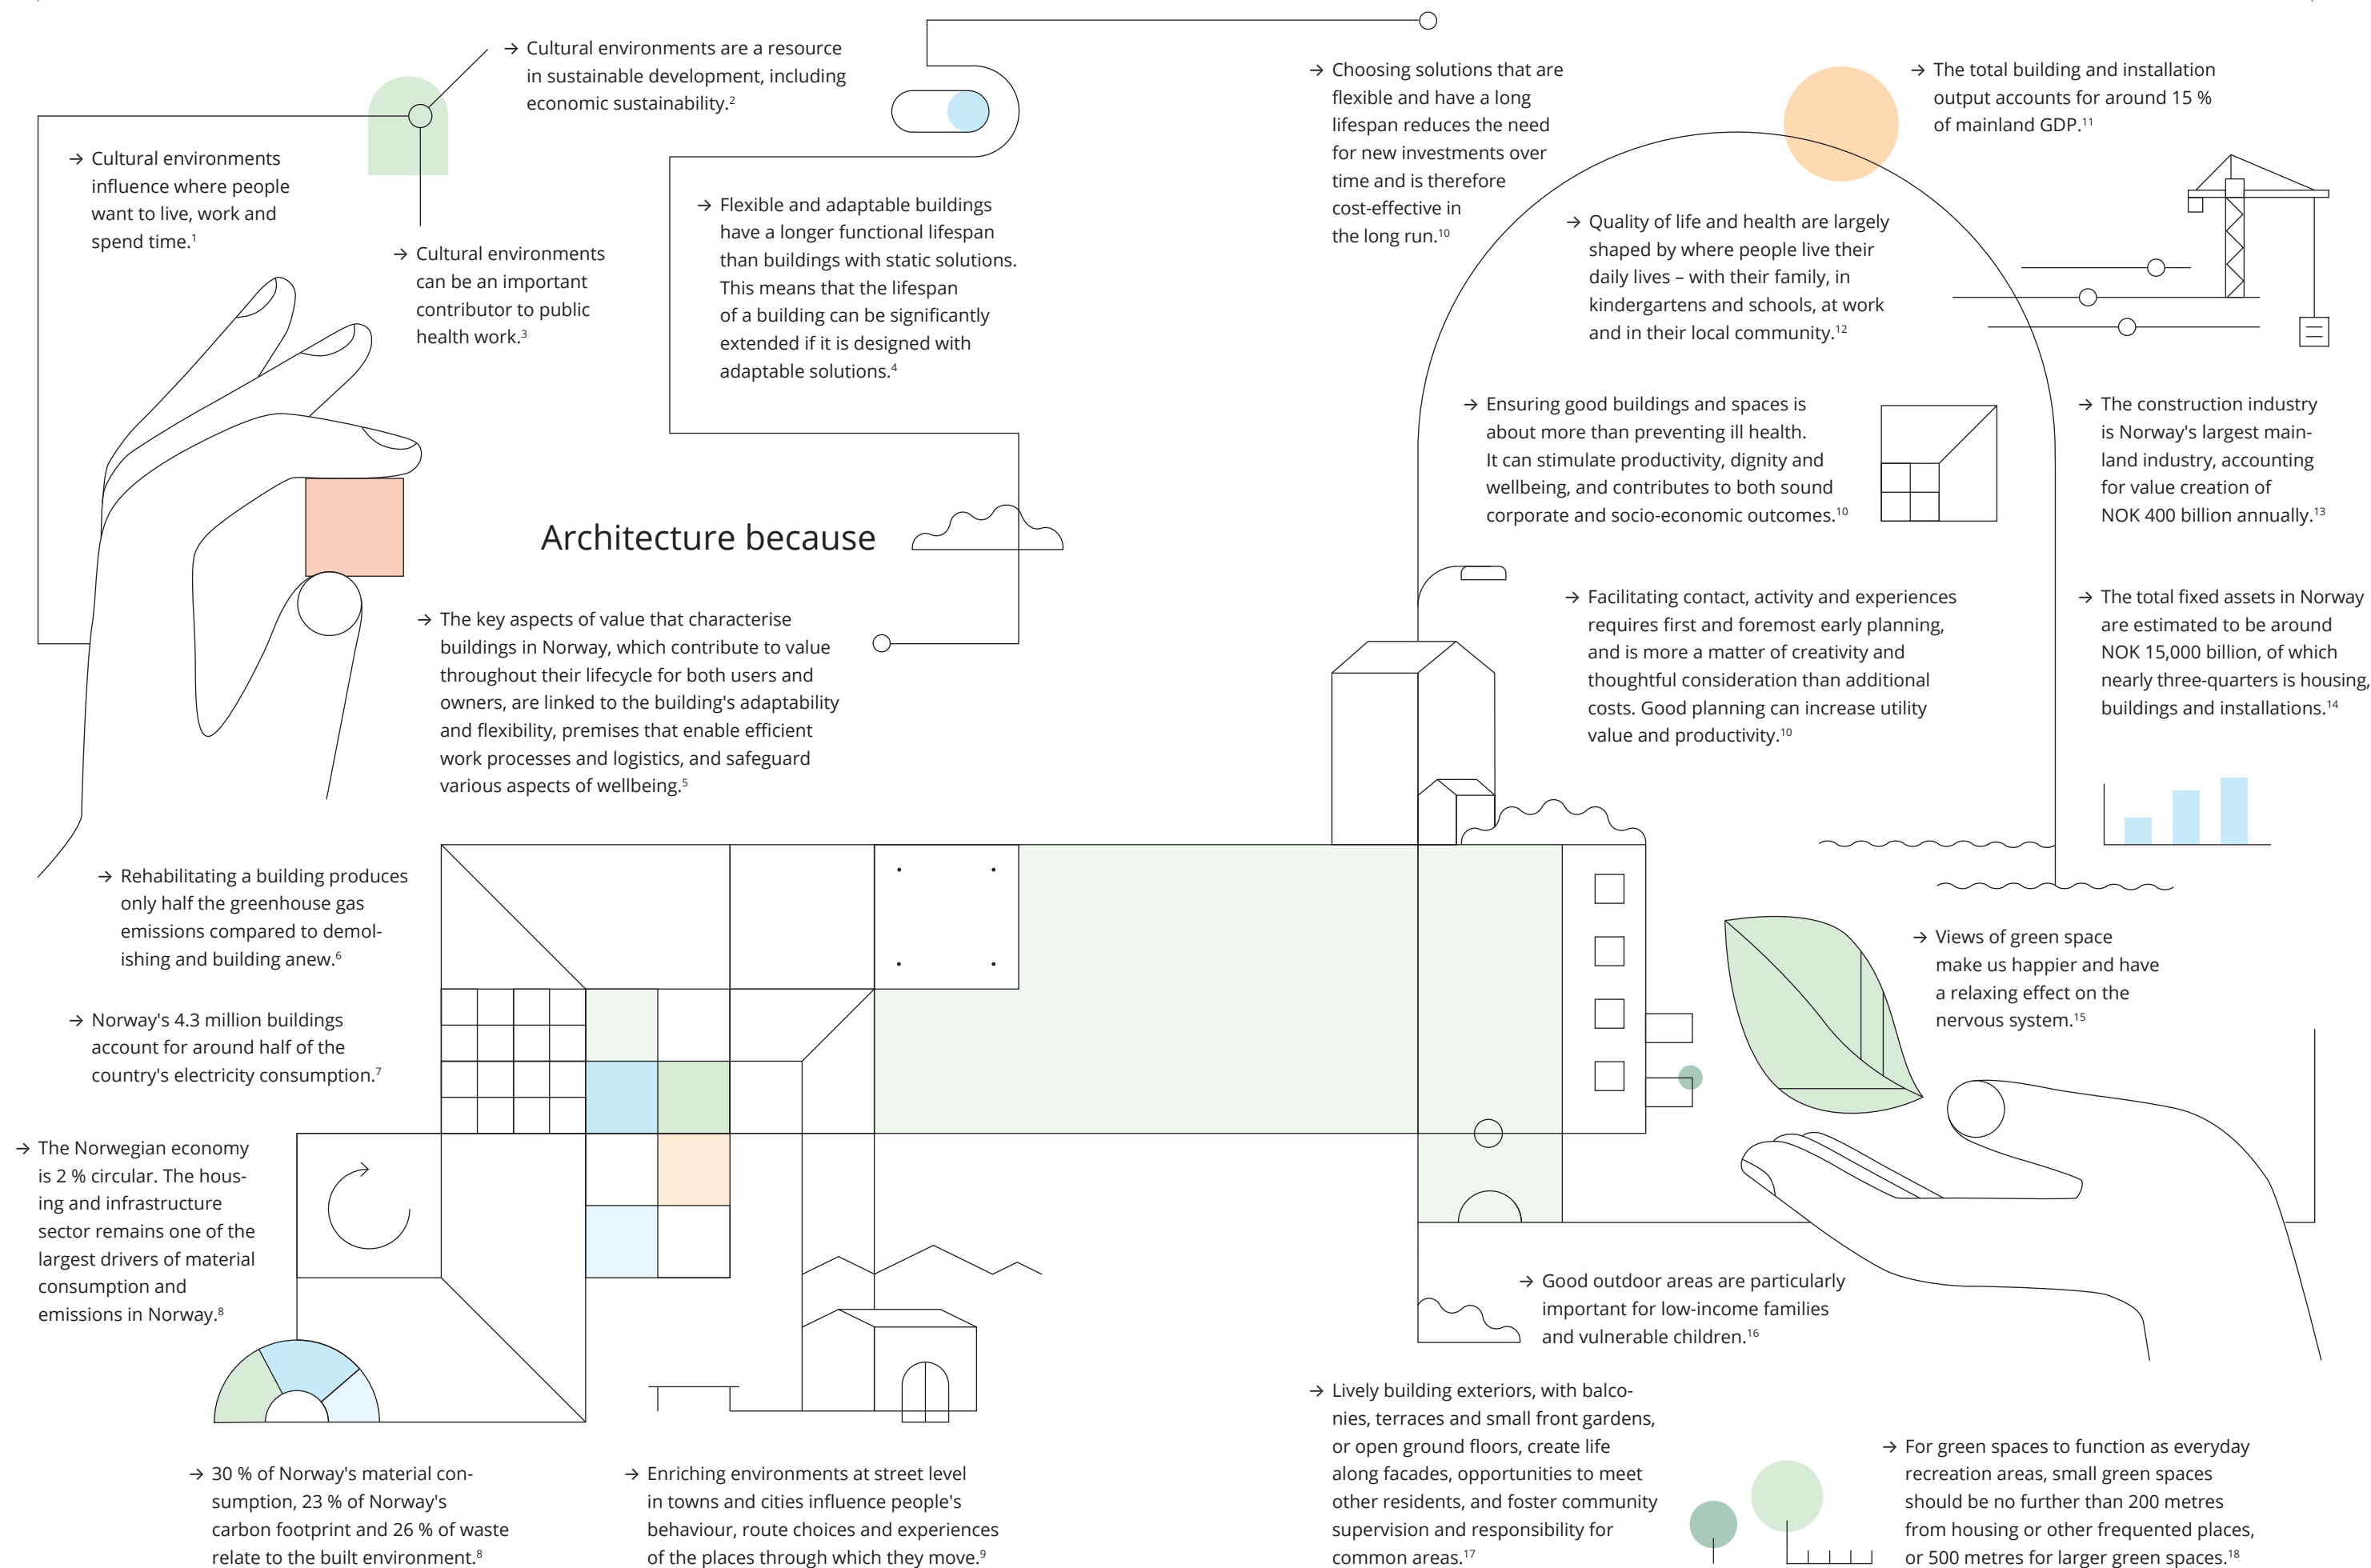 → Cultural environments are a resource
in sustainable development, including
economic sustainability.2
→ Cultural environments
influence where people
want to live, work and
spend time.1
→ Cultural environments
can be an important
contributor to public
health work.3
→ Flexible and adaptable buildings
have a longer functional lifespan
than buildings with static solutions.
This means that the lifespan
of a building can be significantly
extended if it is designed with
adaptable solutions.4
Architecture because
→ The key aspects of value that characterise
buildings in Norway, which contribute to value
throughout their lifecycle for both users and
owners, are linked to the building's adaptability
and flexibility, premises that enable efficient
work processes and logistics, and safeguard
various aspects of wellbeing.5
→ Rehabilitating a building produces
only half the greenhouse gas
emissions compared to demol-
ishing and building anew.6
→ Norway's 4.3 million buildings
account for around half of the
country's electricity consumption.7
→ The Norwegian economy
is 2 % circular. The hous-
ing and infrastructure
sector remains one of the
largest drivers of material
consumption and
emissions in Norway.8
→ 30 % of Norway's material con-
sumption, 23 % of Norway's
carbon footprint and 26 % of waste
relate to the built environment.8
→ Enriching environments at street level
in towns and cities influence people's
behaviour, route choices and experiences
of the places through which they move.9
→ Choosing solutions that are
flexible and have a long
lifespan reduces the need
for new investments over
time and is therefore
cost-effective in
the long run.10
→ The total building and installation
output accounts for around 15 %
of mainland GDP.11
→ Quality of life and health are largely
shaped by where people live their
daily lives – with their family, in
kindergartens and schools, at work
and in their local community.12
→ Ensuring good buildings and spaces is
about more than preventing ill health.
It can stimulate productivity, dignity and
wellbeing, and contributes to both sound
corporate and socio-economic outcomes.10
→ The construction industry
is Norway's largest main-
land industry, accounting
for value creation of
NOK 400 billion annually.13
→ Facilitating contact, activity and experiences
requires first and foremost early planning,
and is more a matter of creativity and
thoughtful consideration than additional
costs. Good planning can increase utility
value and productivity.10
→ The total fixed assets in Norway
are estimated to be around
NOK 15,000 billion, of which
nearly three-quarters is housing,
buildings and installations.14
→ Views of green space
make us happier and have
a relaxing effect on the
nervous system.15
→ Good outdoor areas are particularly
important for low-income families
and vulnerable children.16
→ Lively building exteriors, with balco-
nies, terraces and small front gardens,
or open ground floors, create life
along facades, opportunities to meet
other residents, and foster community
supervision and responsibility for
common areas.17
→ For green spaces to function as everyday
recreation areas, small green spaces
should be no further than 200 metres
from housing or other frequented places,
or 500 metres for larger green spaces.18